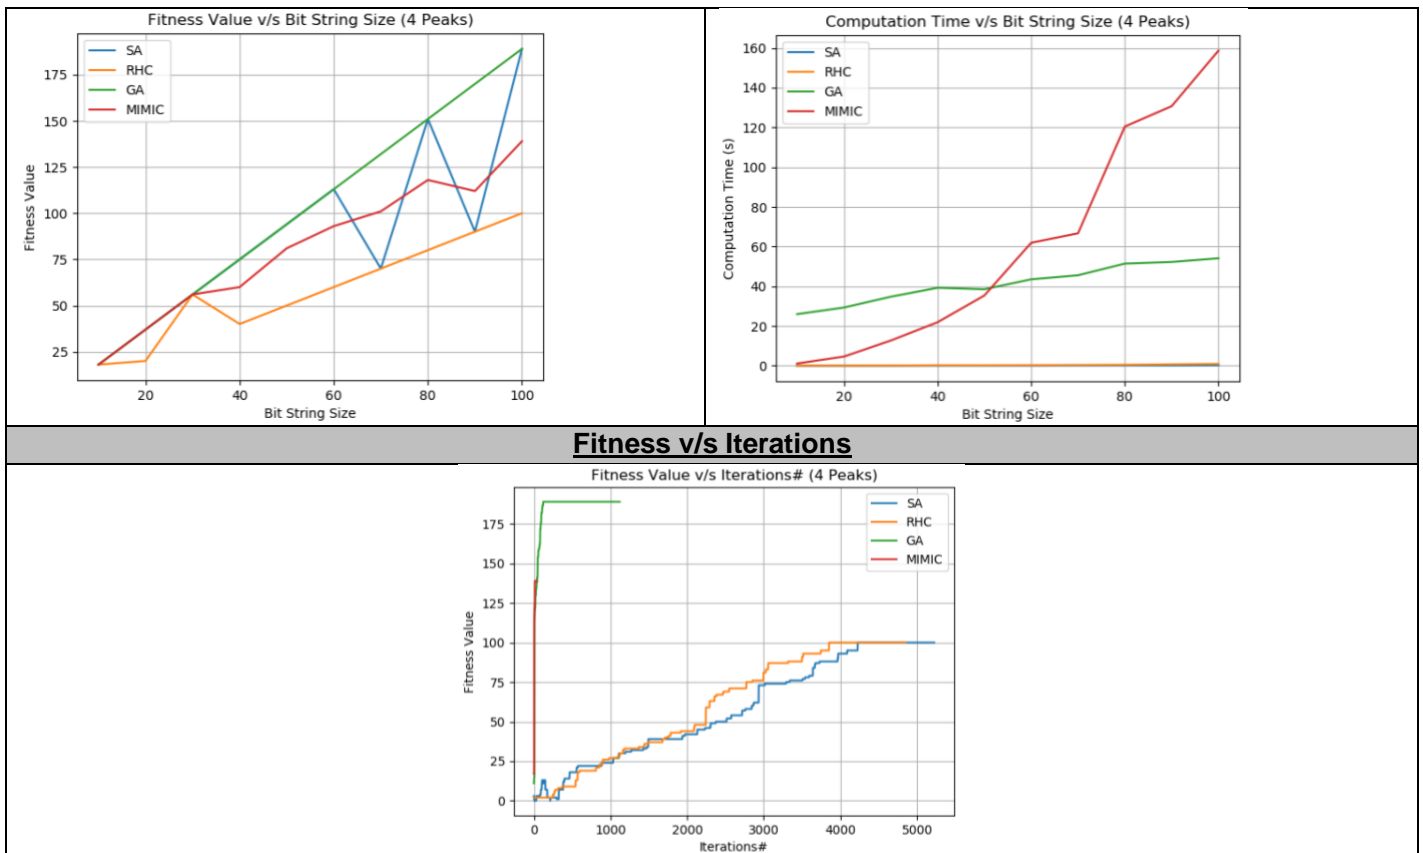 Fitness Value v/s Bit String Size (4 Peaks)
SA
RHC
GA
MIMIC
175
150
125
100
75
50
25
Fitness Value
20
40
60
80
100
Bit String Size
Computation Time v/s Bit String Size (4 Peaks)
SA
RHC
GA
MIMIC
160
140
120
100
80
60
40
20
0
Computation Time (s)
20
40
60
80
100
Bit String Size
Fitness v/s Iterations
Fitness Value v/s Iterations# (4 Peaks)
SA
RHC
GA
MIMIC
175
150
125
100
75
50
25
0
Fitness Value
0
1000
2000
3000
4000
5000
Iterations#